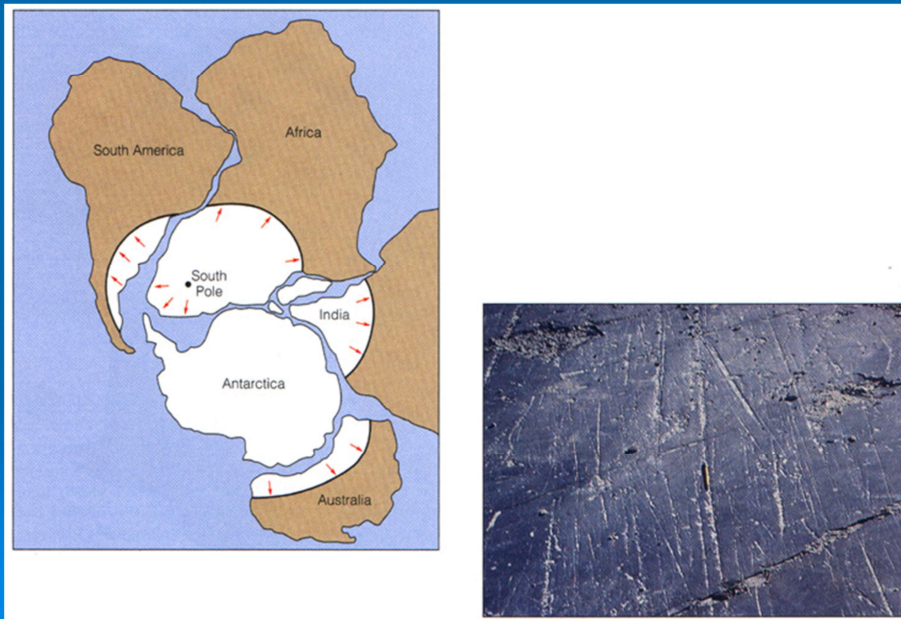 South America
Africa
South
Pole
India
Antarctica
Australia